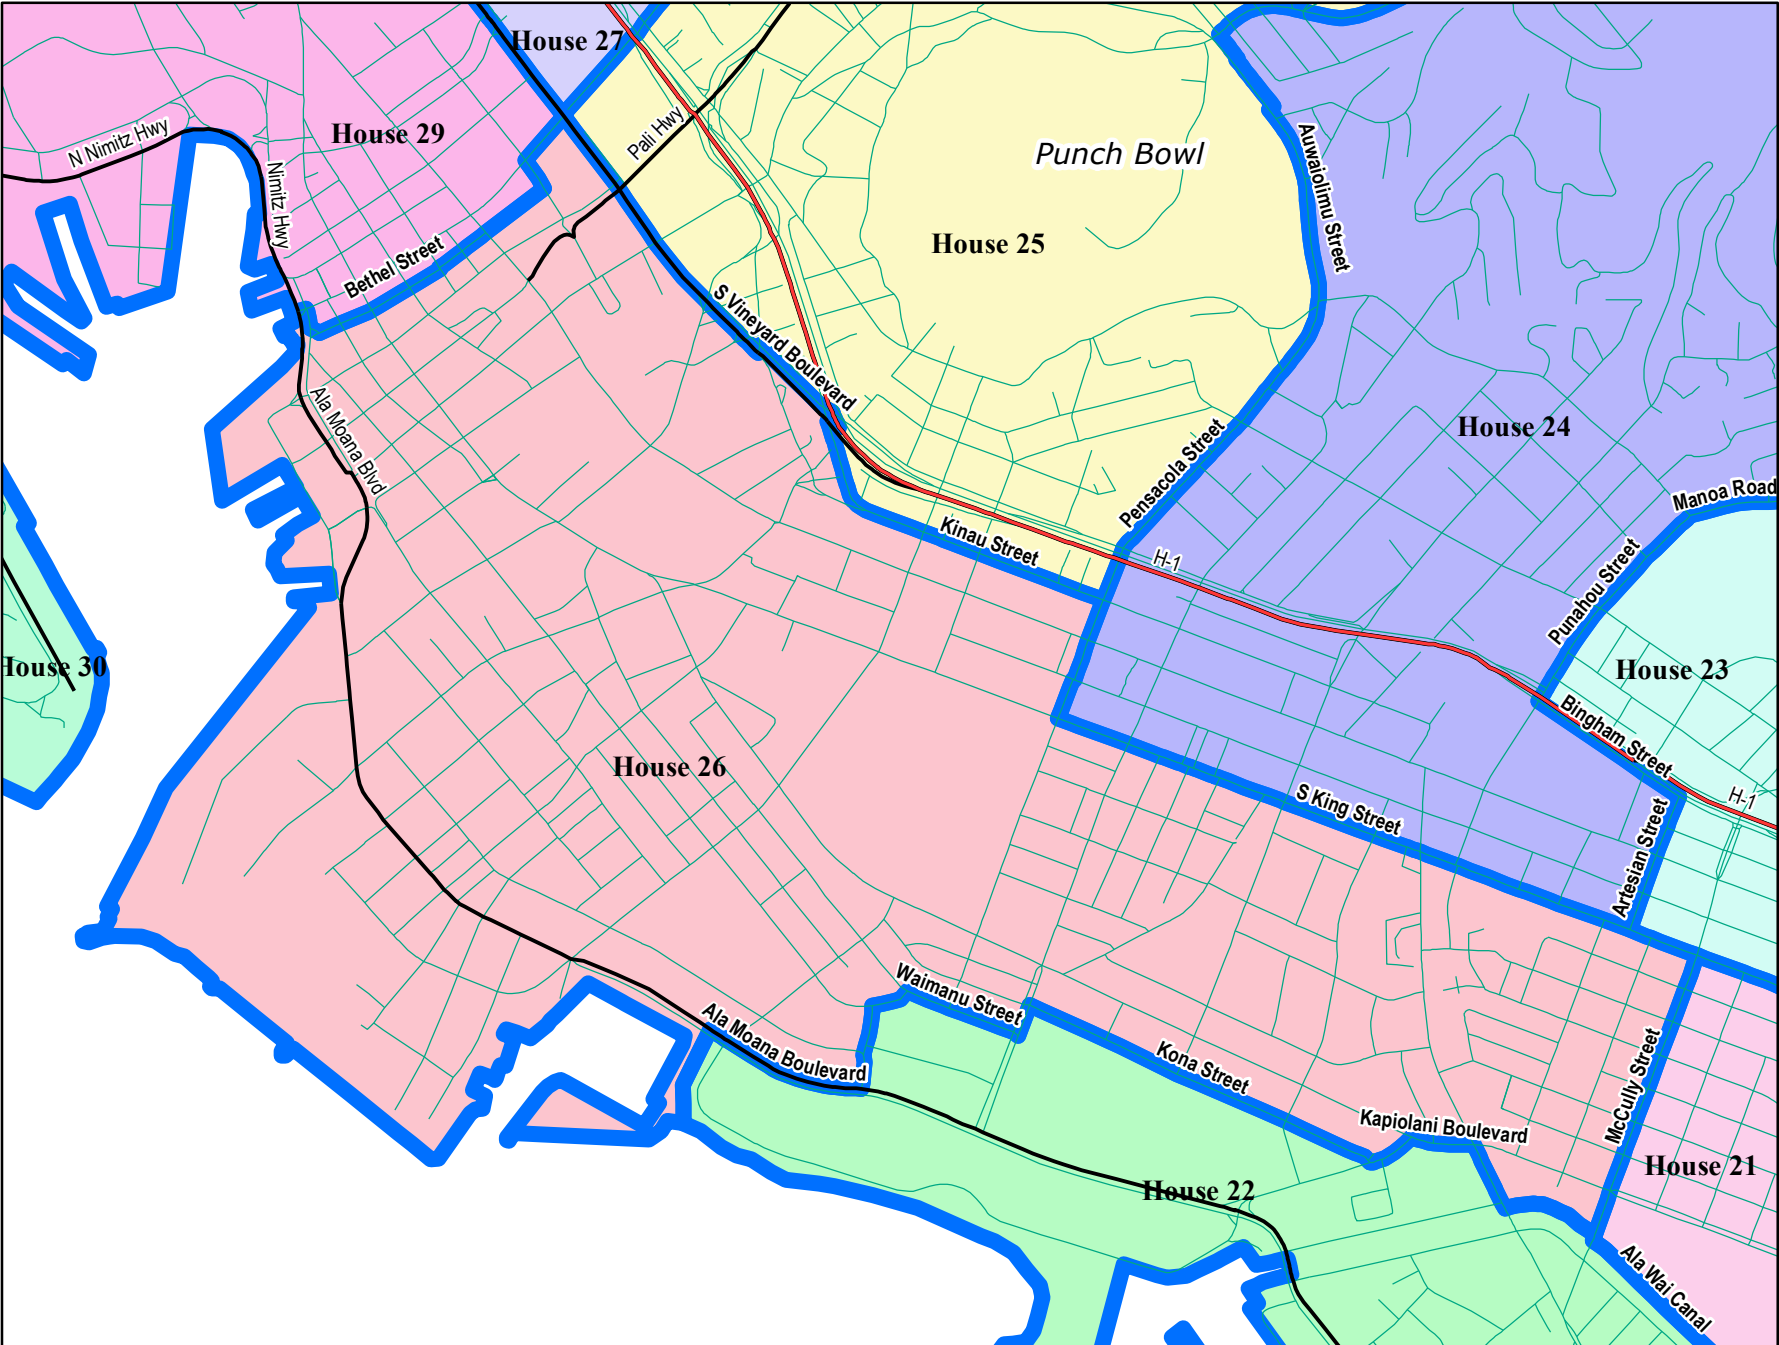 House 27
House 29
N Nimitz Hwy
Nimitz Hwy
Pali Hwy
Punch Bowl
House 25
Auwaiolimu Street
Bethel Street
S Vineyard Boulevard
Ala Moana Blvd
Pensacola Street
House 24
Manoa Road
Kinau Street
H-1
Punahou Street
House 30
House 23
Bingham Street
House 26
S King Street
H-1
Artesian Street
Waimanu Street
Ala Moana Boulevard
Kona Street
McCully Street
Kapiolani Boulevard
House 21
House 22
Ala Wai Canal